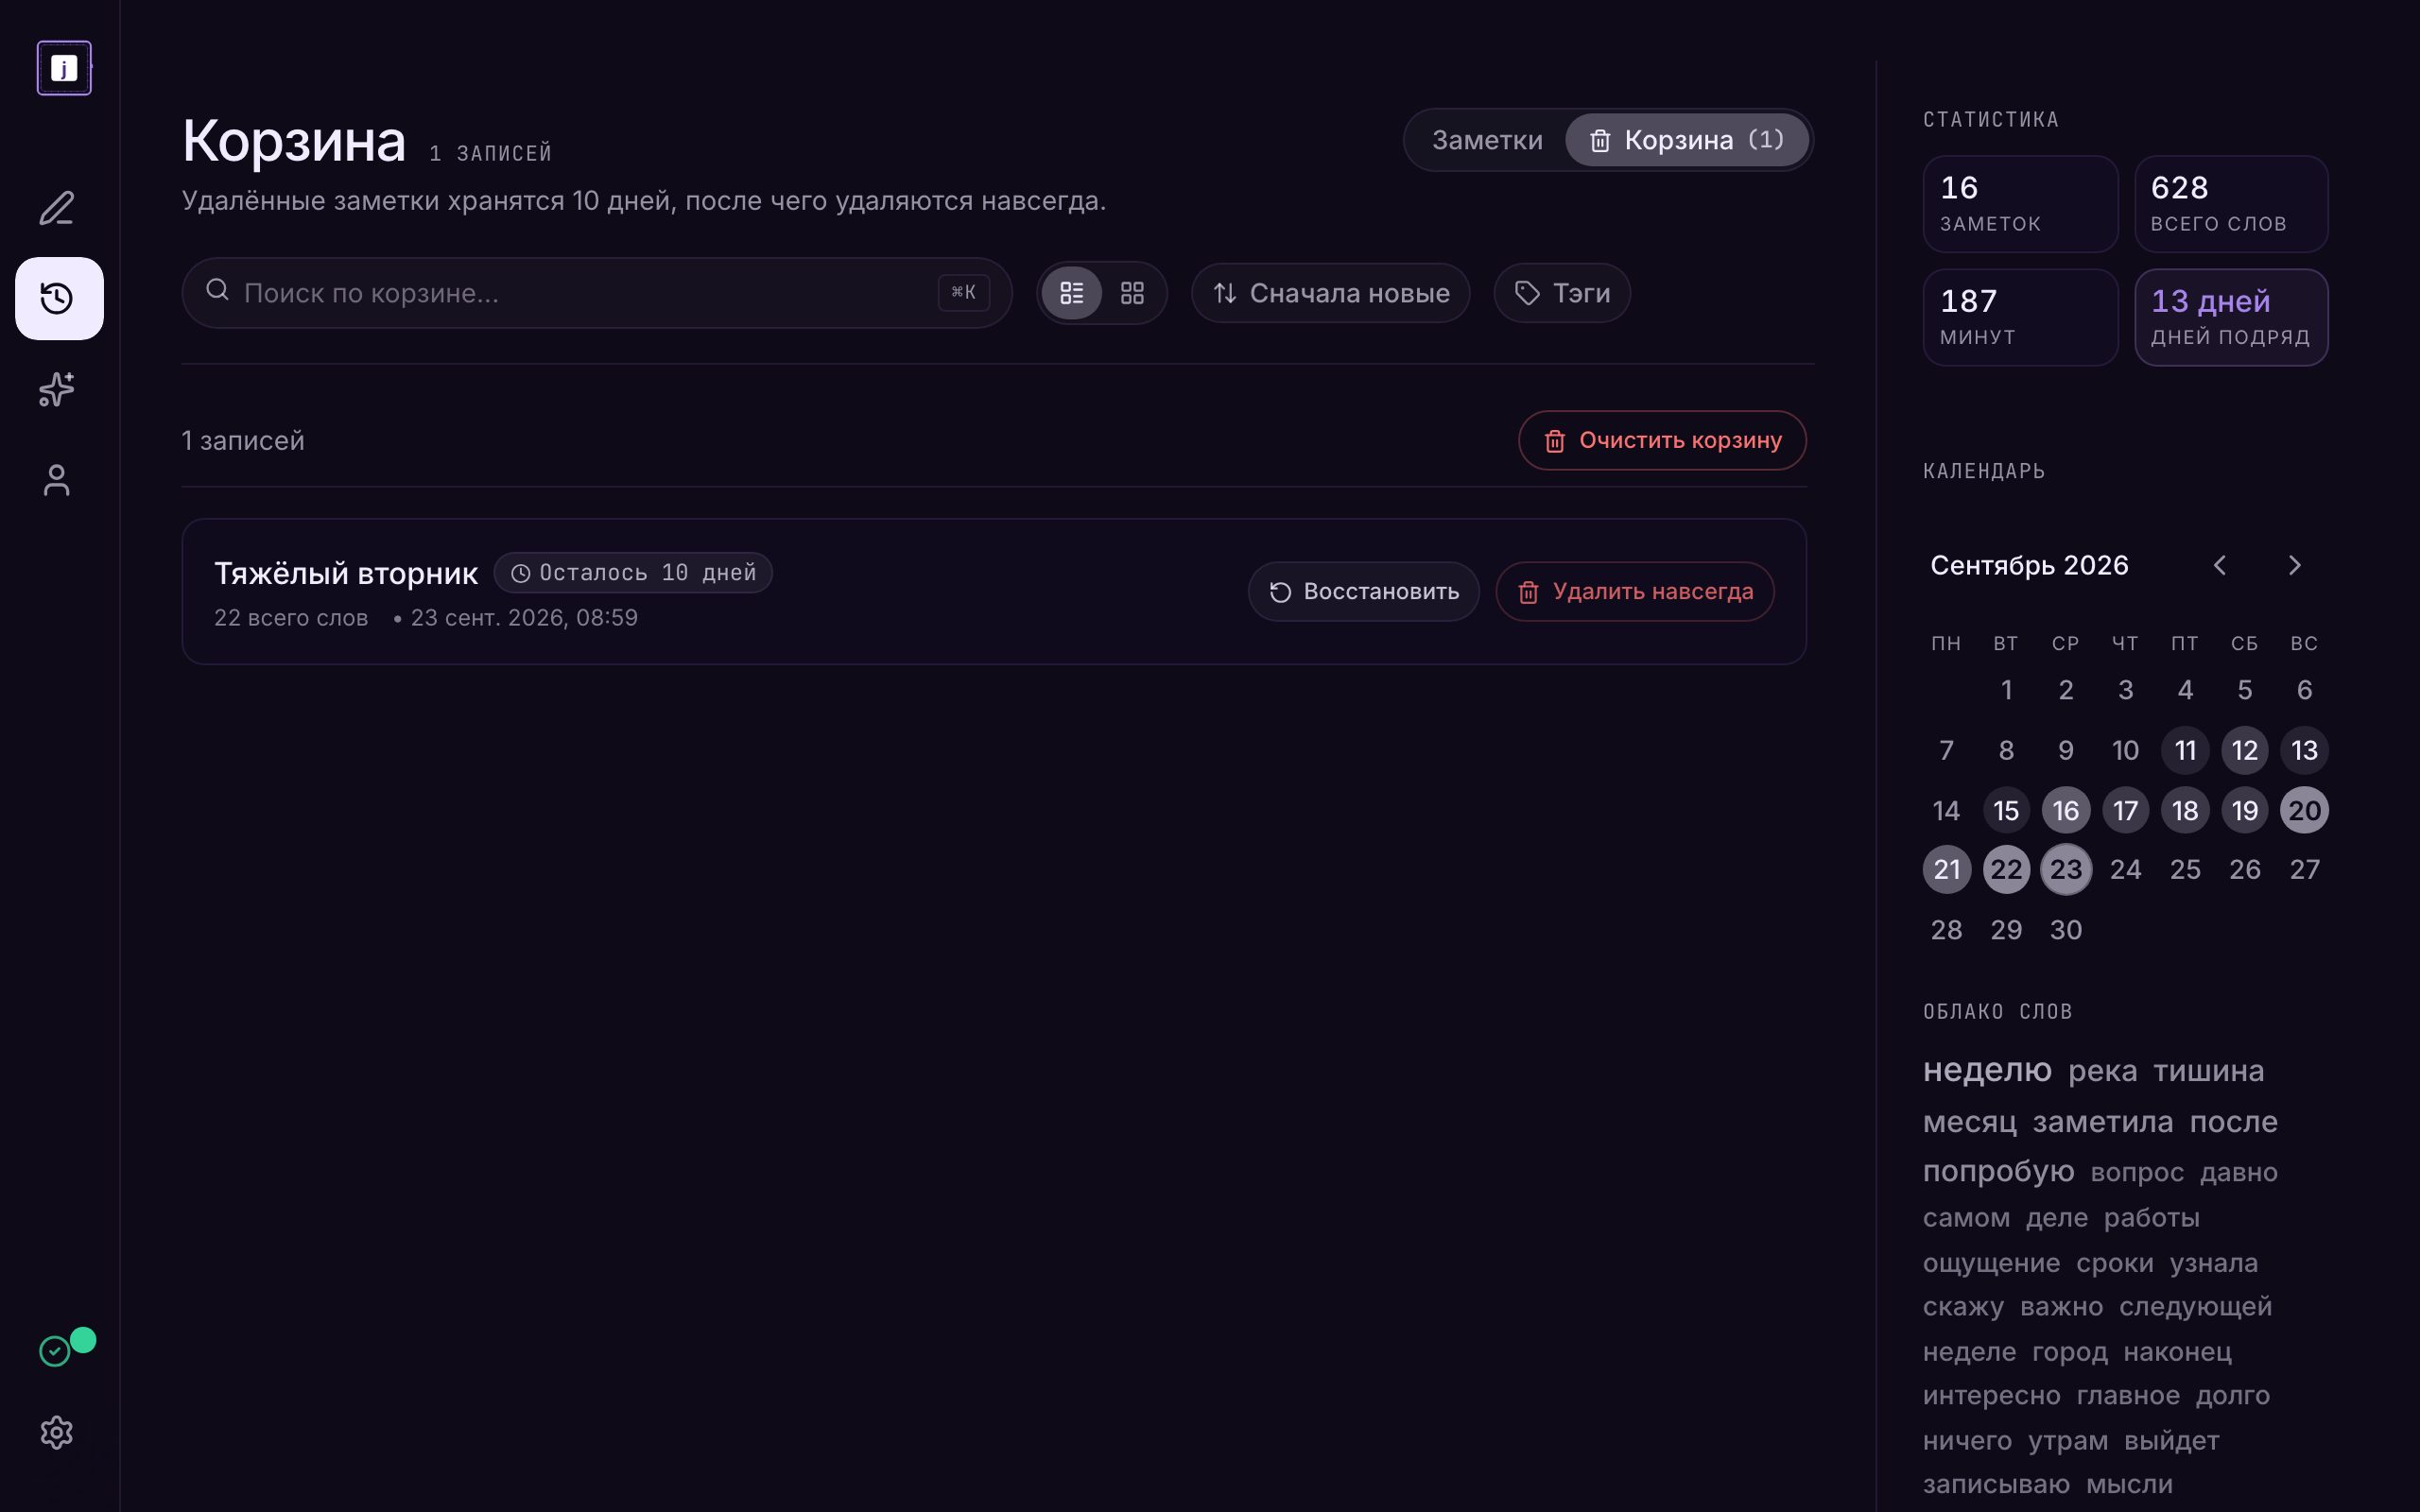 j
Корзина 1 ЗАПИСЕЙ
Заметки Корзина (1)
Удалённые заметки хранятся 10 дней, после чего удаляются навсегда.
Поиск по корзине... ⌘K
Сначала новые
Тэги
1 записей
Очистить корзину
Тяжёлый вторник Осталось 10 дней
22 всего слов • 23 сент. 2026, 08:59
Восстановить
Удалить навсегда
СТАТИСТИКА
16
ЗАМЕТОК
628
ВСЕГО СЛОВ
187
МИНУТ
13 дней
ДНЕЙ ПОДРЯД
КАЛЕНДАРЬ
Сентябрь 2026
ПН ВТ СР ЧТ ПТ СБ ВС
1 2 3 4 5 6
7 8 9 10 11 12 13
14 15 16 17 18 19 20
21 22 23 24 25 26 27
28 29 30
ОБЛАКО СЛОВ
неделю река тишина
месяц заметила после
попробую вопрос давно
самом деле работы
ощущение сроки узнала
скажу важно следующей
неделе город наконец
интересно главное долго
ничего утрам выйдет
записываю мысли